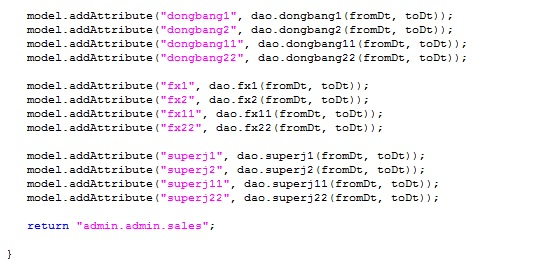 model.addAttribute("dongbang1", dao.dongbang1(fromDt, toDt));
model.addAttribute("dongbang2", dao.dongbang2(fromDt, toDt));
model.addAttribute("dongbang11", dao.dongbang11(fromDt, toDt));
model.addAttribute("dongbang22", dao.dongbang22(fromDt, toDt));
model.addAttribute("fx1", dao.fx1(fromDt, toDt));
model.addAttribute("fx2", dao.fx2(fromDt, toDt));
model.addAttribute("fx11", dao.fx11(fromDt, toDt));
model.addAttribute("fx22", dao.fx22(fromDt, toDt));
model.addAttribute("superj1", dao.superj1(fromDt, toDt));
model.addAttribute("superj2", dao.superj2(fromDt, toDt));
model.addAttribute("superj11", dao.superj11(fromDt, toDt));
model.addAttribute("superj22", dao.superj22(fromDt, toDt));
return "admin.admin.sales";
}